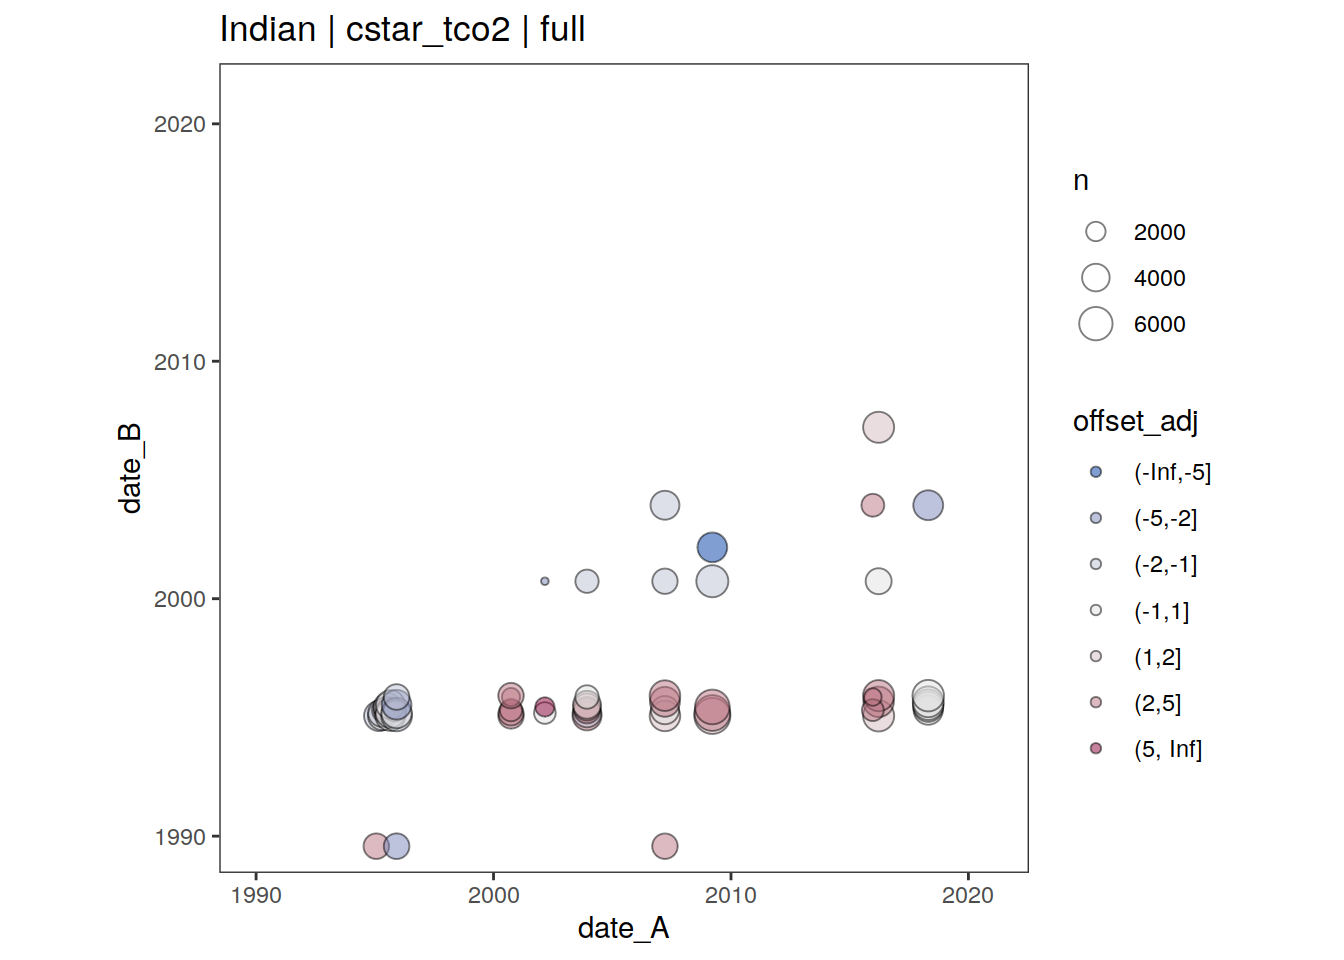 Indian | cstar_tco2 | full
2020
2010
2000
1990
date_B
1990
2000
2010
2020
date_A
n
2000
4000
6000
offset_adj
(-Inf,-5]
(-5,-2]
(-2,-1]
(-1,1]
(1,2]
(2,5]
(5, Inf]